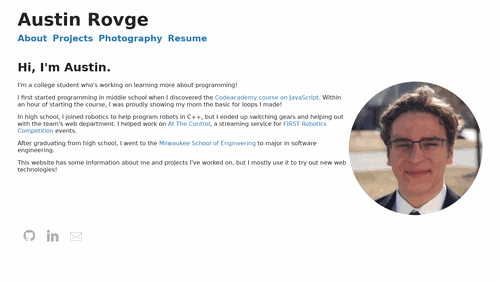 Austin Rovge
About Projects Photography Resume
Hi, I'm Austin.
I'm a college student who's working on learning more about programming!
I first started programming in middle school when I discovered the Codeacademy course on JavaScript. Within
an hour of starting the course, I was proudly showing my mom the basic for loops I made!
In high school, I joined robotics to help program robots in C++, but I ended up switching gears and helping out
with the team's web department. I helped work on At The Control, a streaming service for FIRST Robotics
Competition events.
After graduating from high school, I went to the Milwaukee School of Engineering to major in software
engineering.
This website has some information about me and projects I've worked on, but I mostly use it to try out new web
technologies!
in